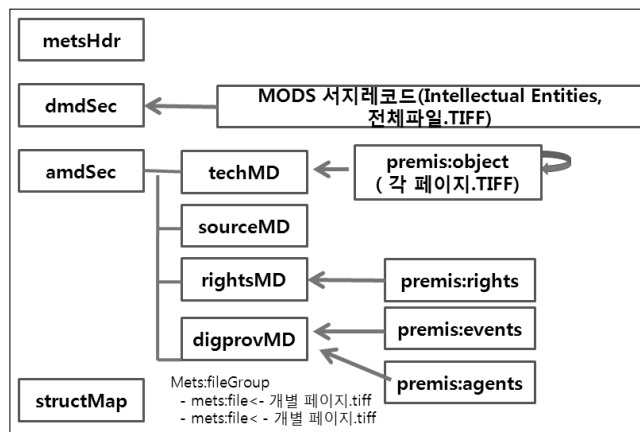 metsHdr
dmdSec
MODS 서지레코드(Intellectual Entities,
전체파일.TIFF)
amdSec
techMD
premis:object
( 각 페이지.TIFF)
sourceMD
rightsMD
premis:rights
digprovMD
premis:events
premis:agents
structMap
Mets:fileGroup
- mets:file<- 개별 페이지.tiff
- mets:file< - 개별 페이지.tiff